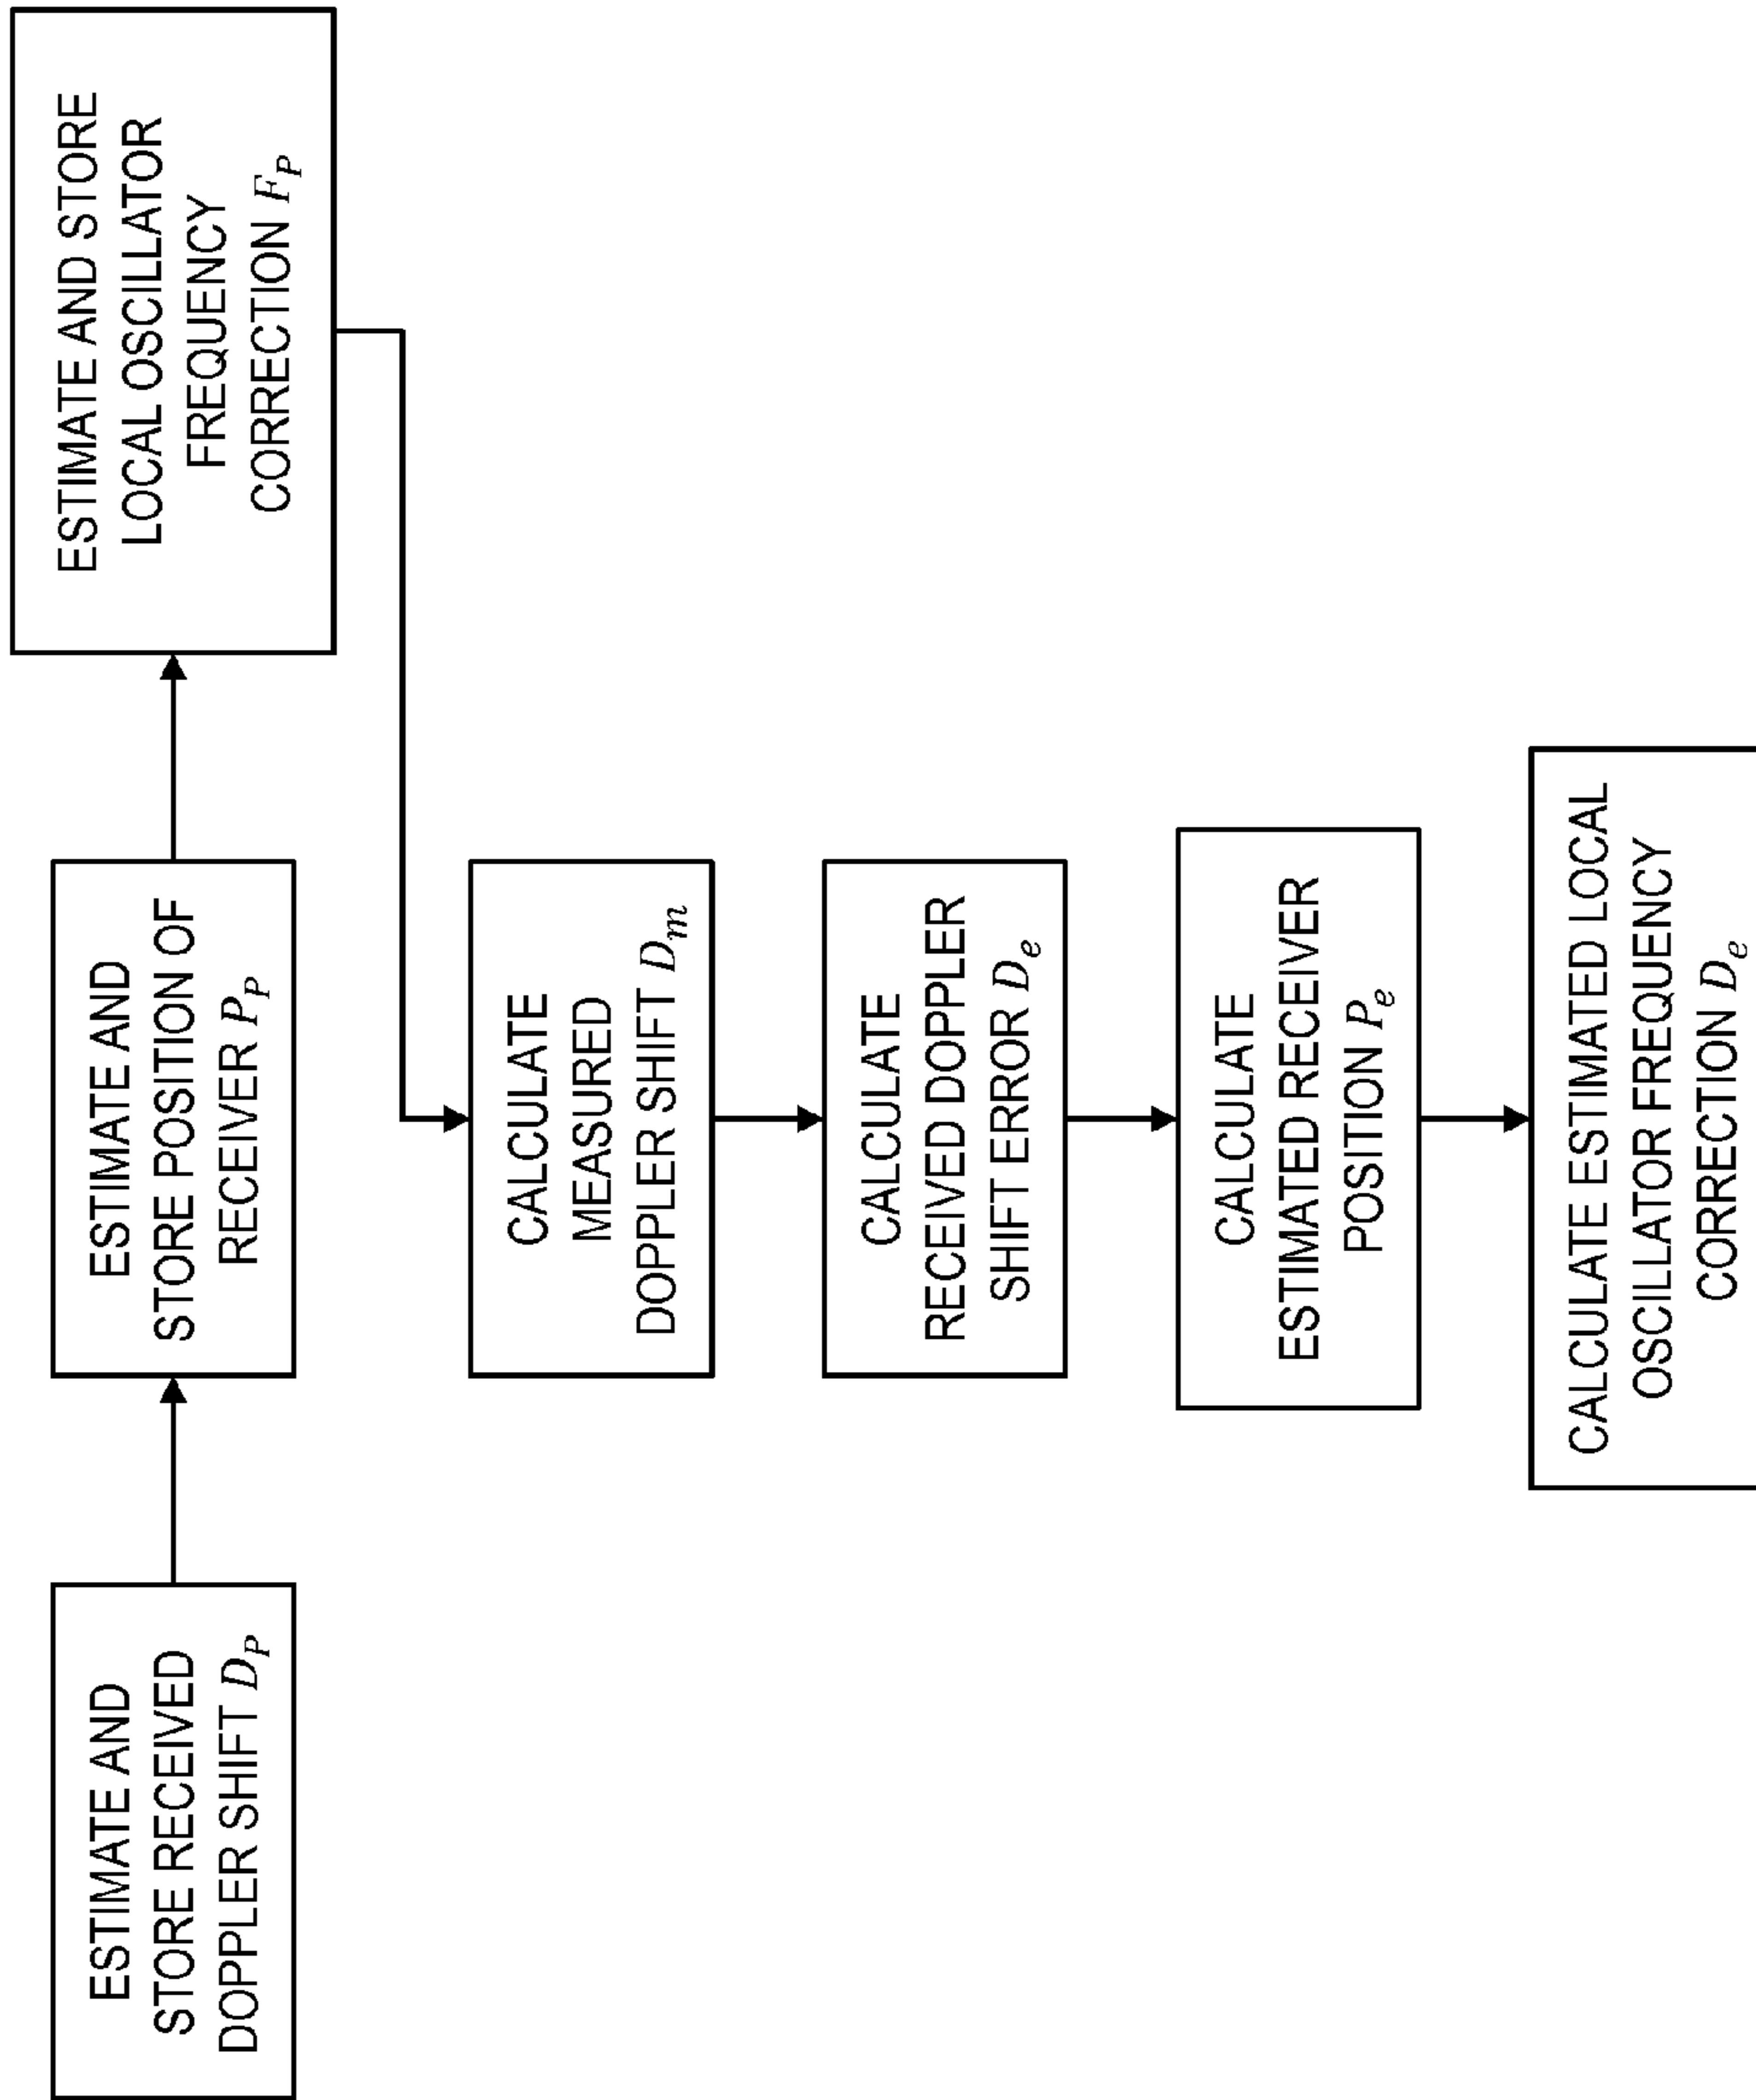 ESTIMATE AND
STORE RECEIVED
DOPPLER SHIFT D_P
ESTIMATE AND
STORE POSITION OF
RECEIVER P_P
ESTIMATE AND STORE
LOCAL OSCILLATOR
FREQUENCY
CORRECTION F_P
CALCULATE
MEASURED
DOPPLER SHIFT D_m
CALCULATE
RECEIVED DOPPLER
SHIFT ERROR D_e
CALCULATE
ESTIMATED RECEIVER
POSITION P_e
CALCULATE ESTIMATED LOCAL
OSCILLATOR FREQUENCY
CORRECTION D_e